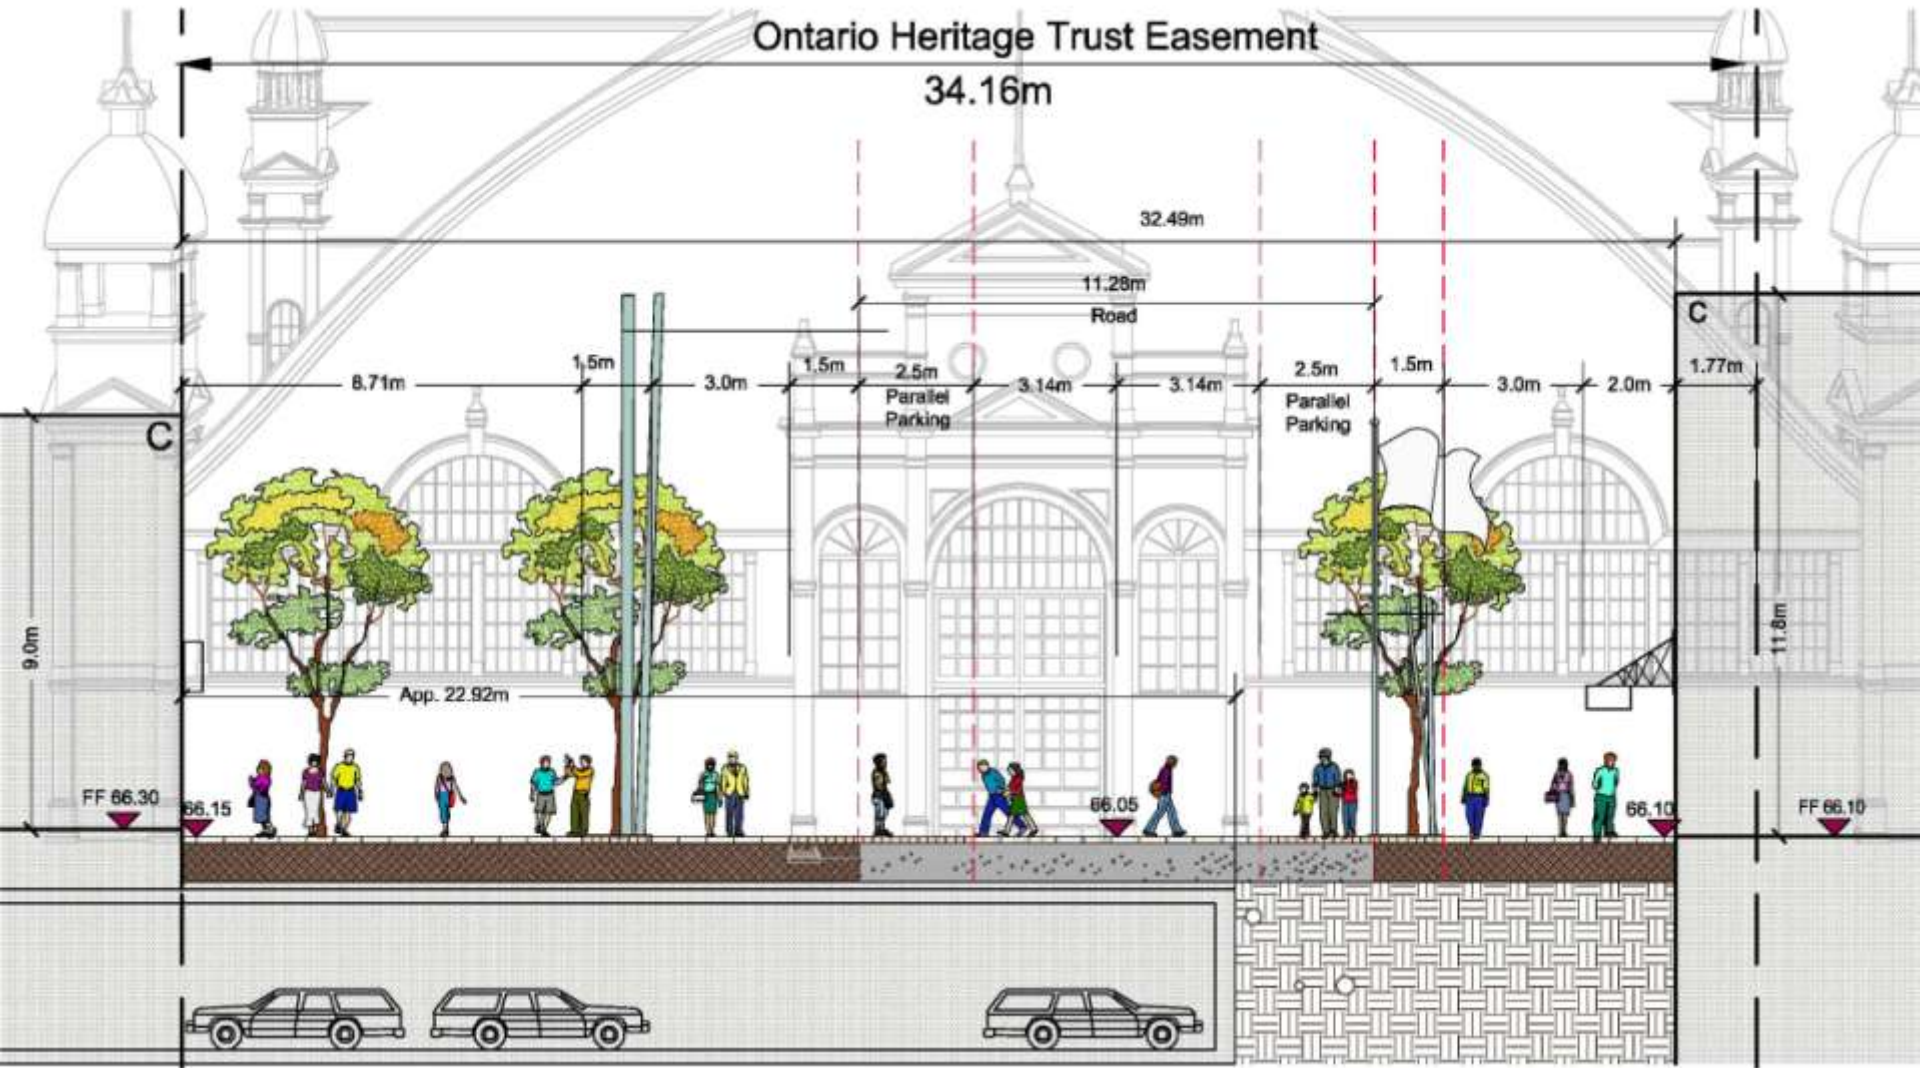 Ontario Heritage Trust Easement
34.16m
32.49m
11.28m
Road
C
C
8.71m
1.5m
3.0m
1.5m
2.5m
Parallel
Parking
3.14m
3.14m
2.5m
Parallel
Parking
1.5m
3.0m
2.0m
1.77m
9.0m
11.8m
App. 22.92m
FF 66.30
66.15
66.05
66.10
FF 66.10